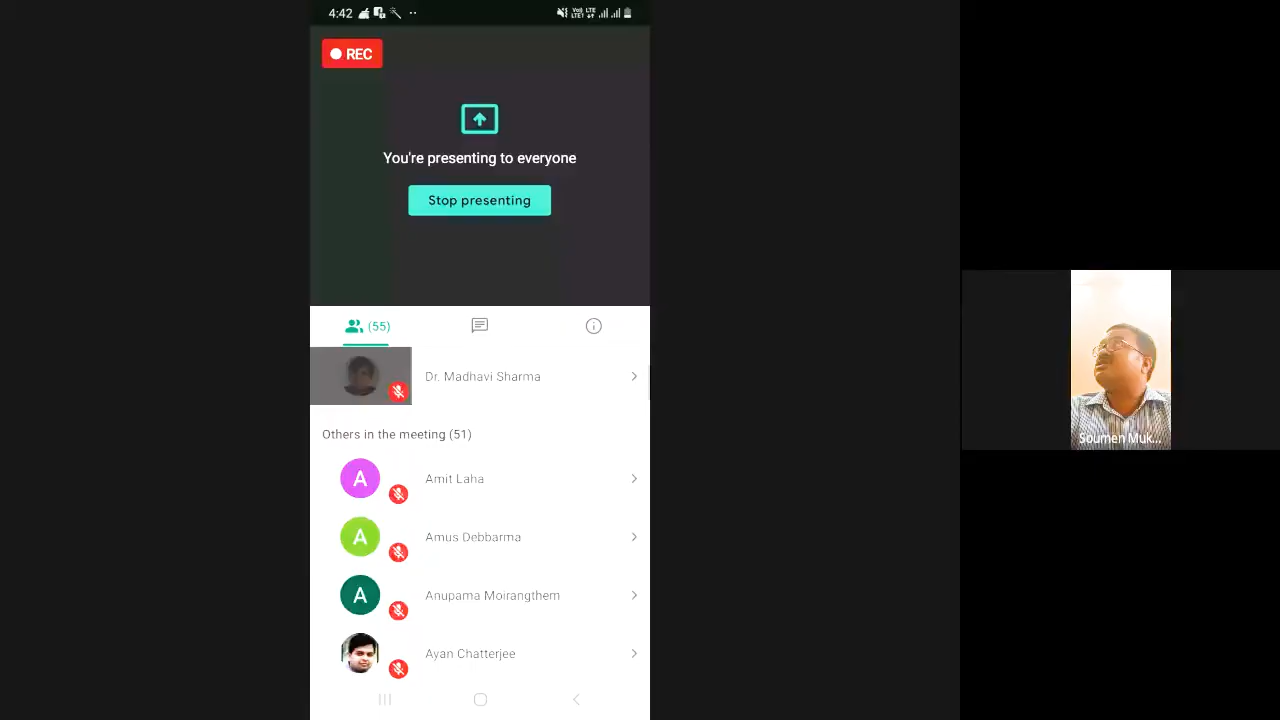 4:42
REC
You're presenting to everyone
Stop presenting
(55)
Dr. Madhavi Sharma
Others in the meeting (51)
A Amit Laha
A Amus Debbarma
A Anupama Moirangthem
Ayan Chatterjee
Soumen Muk...